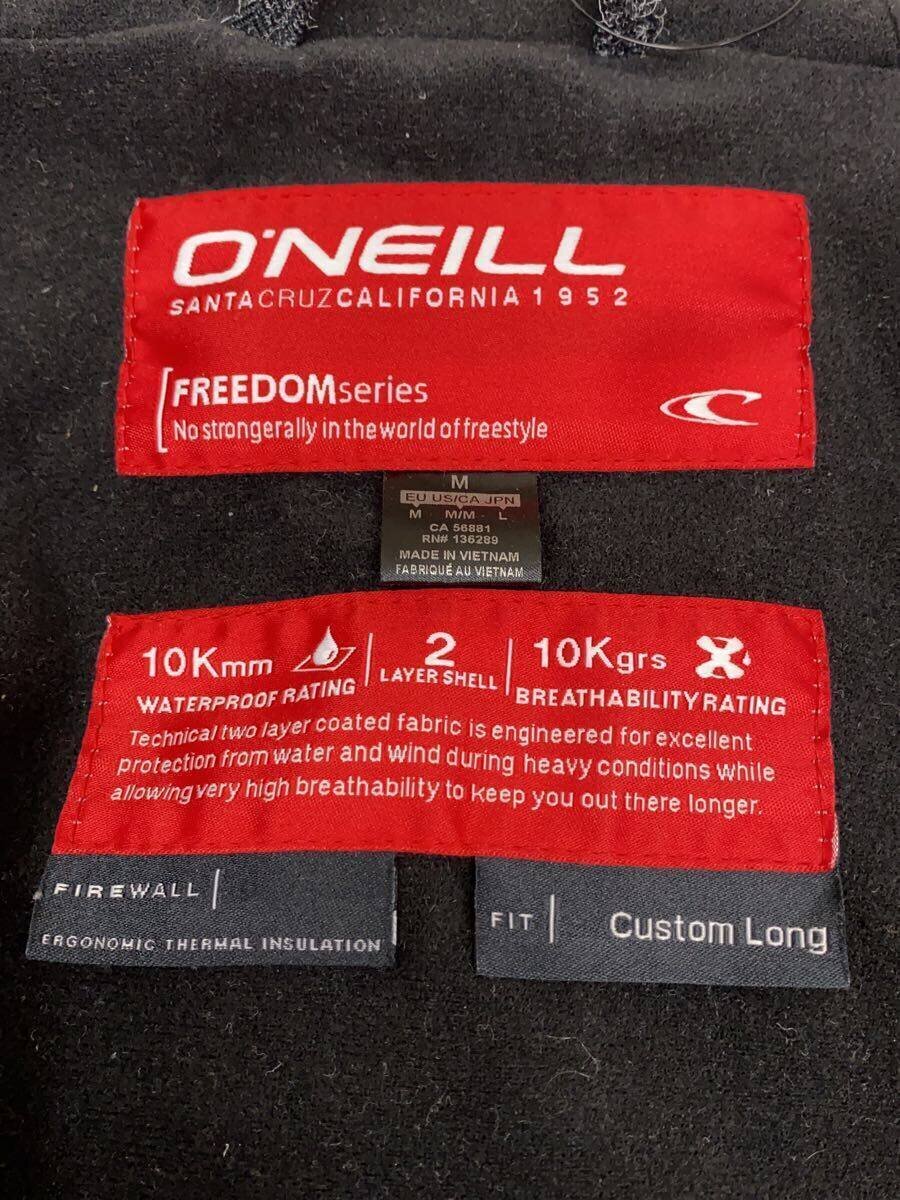 O'NEILL
SANTACRUZCALIFORNIA 1952
FREEDOMseries
No strongerally in the world of freestyle
M
EU US/CA JPN
M M/M L
CA 56881
RN# 136289
MADE IN VIETNAM
FABRIQUÉ AU VIETNAM
10Kmm
WATERPROOF RATING
2
LAYER SHELL
10Kgrs
BREATHABILITY RATING
Technical two layer coated fabric is engineered for excellent
protection from water and wind during heavy conditions while
allowing very high breathability to keep you out there longer.
FIREWALL
ERGONOMIC THERMAL INSULATION
FIT Custom Long